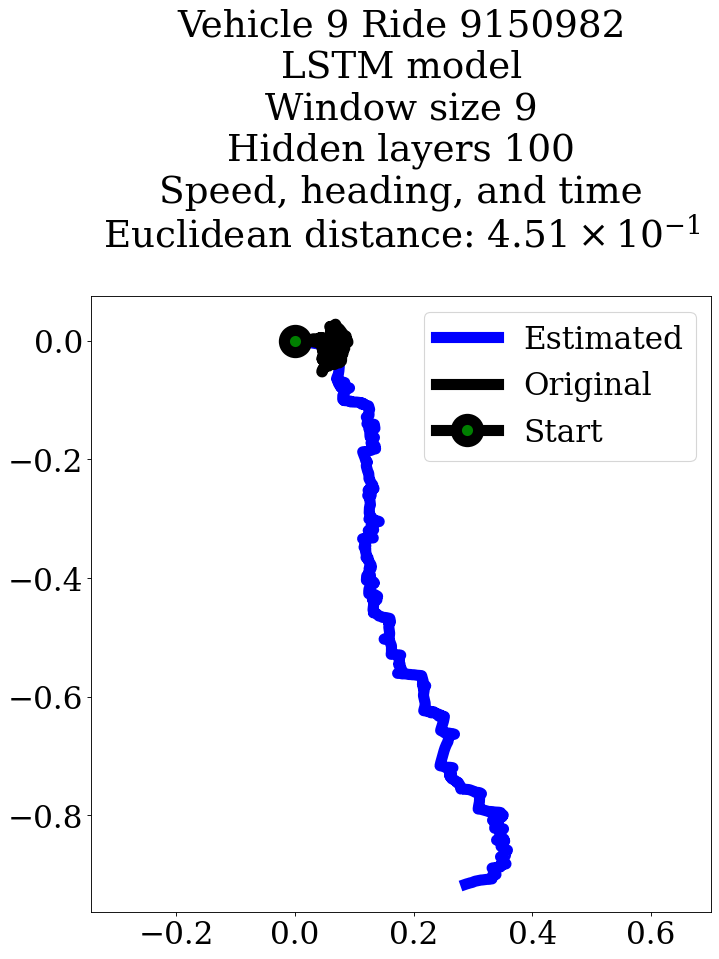 Vehicle 9 Ride 9150982
LSTM model
Window size 9
Hidden layers 100
Speed, heading, and time
Euclidean distance: 4.51 × 10⁻¹
Estimated
Original
Start
0.0
−0.2
−0.4
−0.6
−0.8
−0.2 0.0 0.2 0.4 0.6